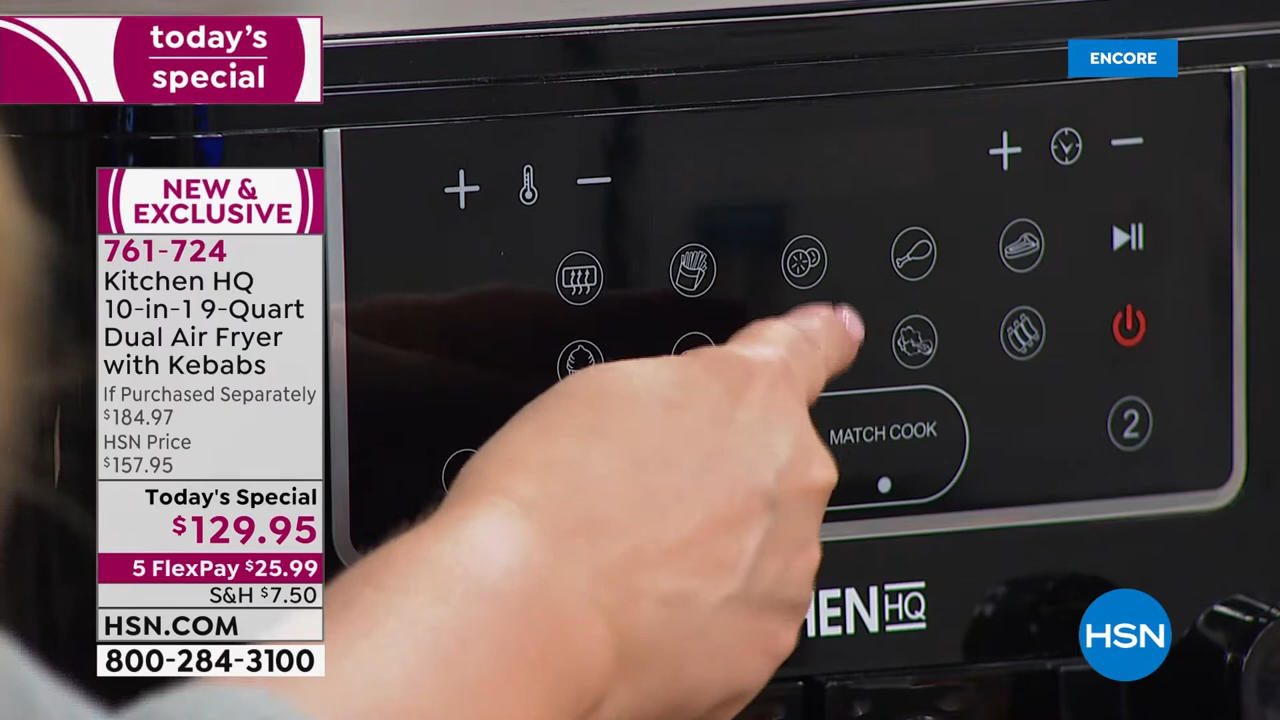 today's
special
ENCORE
NEW &
EXCLUSIVE
761-724
Kitchen HQ
10-in-1 9-Quart
Dual Air Fryer
with Kebabs
If Purchased Separately
$184.97
HSN Price
$157.95
Today's Special
$129.95
5 FlexPay $25.99
S&H $7.50
HSN.COM
800-284-3100
MATCH COOK
2
HEN HQ
HSN